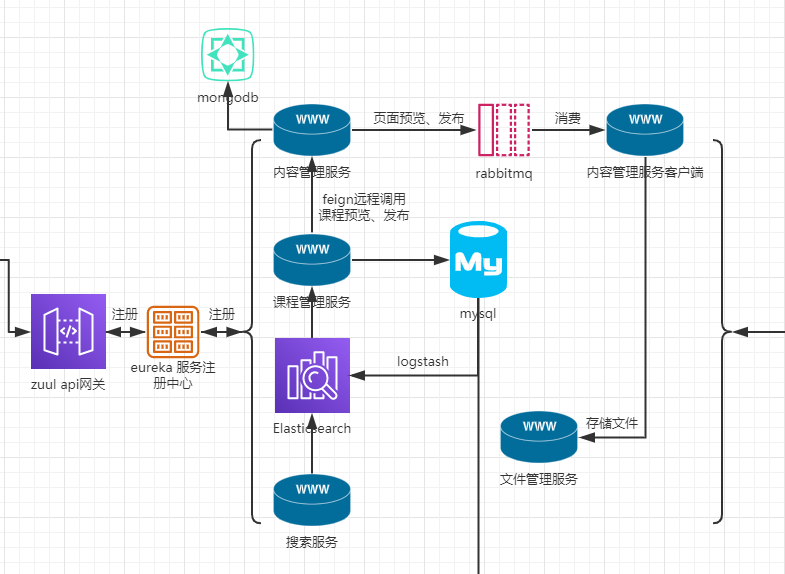 mongodb
WWW
页面预览、发布
消费
WWW
内容管理服务
rabbitmq
内容管理服务客户端
feign远程调用
课程预览、发布
WWW
My
课程管理服务
mysql
注册
注册
zuul api网关
eureka 服务注
册中心
logstash
Elasticsearch
WWW
存储文件
文件管理服务
WWW
搜索服务